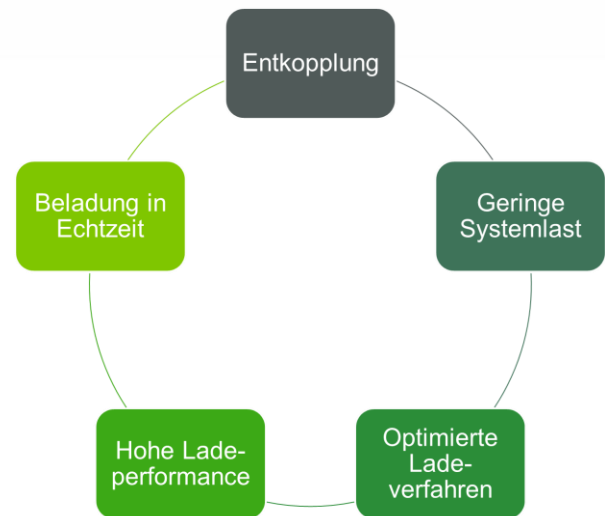 Entkopplung
Geringe
Systemlast
Optimierte
Lade-
verfahren
Hohe Lade-
performance
Beladung in
Echtzeit